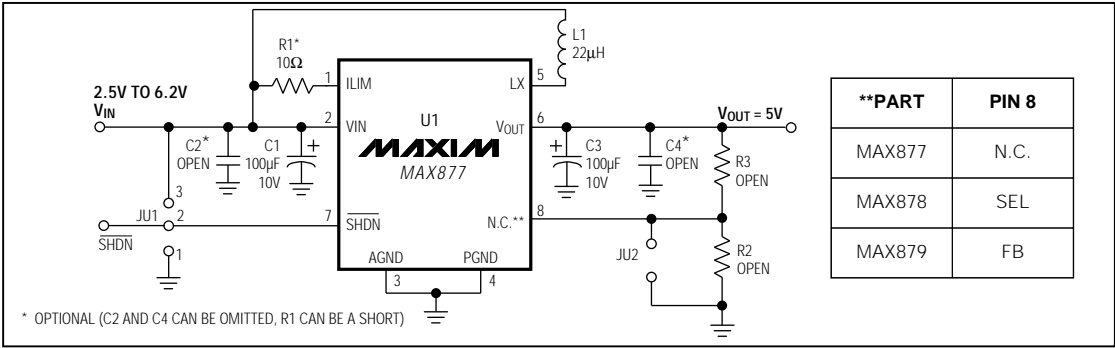 R1*
10Ω
L1
22µH
1
ILIM
LX
5
2.5V TO 6.2V
VIN
2
VIN
U1
MAXIM
MAX877
VOUT
6
VOUT = 5V
C2*
OPEN
C1
+
100µF
10V
+
C3
100µF
10V
C4*
OPEN
R3
OPEN
3
JU1
2
1
SHDN
7
SHDN
N.C.**
8
JU2
R2
OPEN
AGND
PGND
3
4
* OPTIONAL (C2 AND C4 CAN BE OMITTED, R1 CAN BE A SHORT)
**PART PIN 8
MAX877 N.C.
MAX878 SEL
MAX879 FB